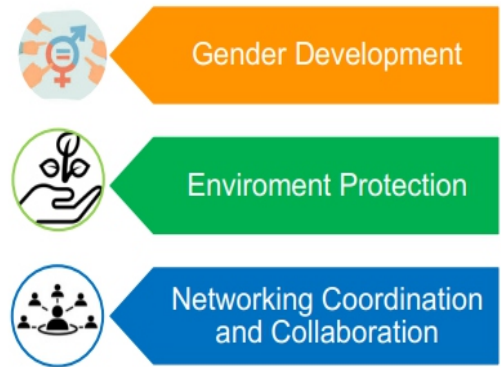 Gender Development
Enviroment Protection
Networking Coordination
and Collaboration